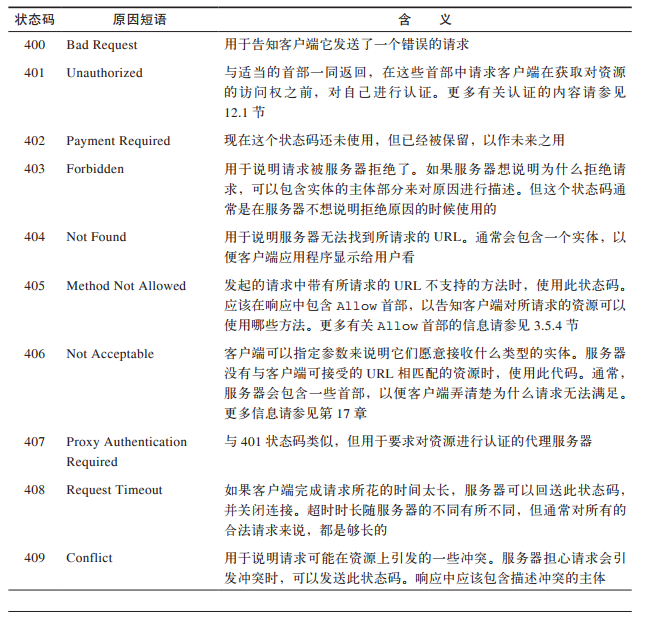 状态码 原因短语 含 义
400 Bad Request 用于告知客户端它发送了一个错误的请求
401 Unauthorized 与适当的首部一同返回，在这些首部中请求客户端在获取对资源
的访问权之前，对自己进行认证。更多有关认证的内容请参见
12.1 节
402 Payment Required 现在这个状态码还未使用，但已经被保留，以作未来之用
403 Forbidden 用于说明请求被服务器拒绝了。如果服务器想说明为什么拒绝请
求，可以包含实体的主体部分来对原因进行描述。但这个状态码通
常是在服务器不想说明拒绝原因的时候使用的
404 Not Found 用于说明服务器无法找到所请求的 URL。通常会包含一个实体，以
便客户端应用程序显示给用户看
405 Method Not Allowed 发起的请求中带有所请求的 URL 不支持的方法时，使用此状态码。
应该在响应中包含 Allow 首部，以告知客户端对所请求的资源可以
使用哪些方法。更多有关 Allow 首部的信息请参见 3.5.4 节
406 Not Acceptable 客户端可以指定参数来说明它们愿意接收什么类型的实体。服务器
没有与客户端可接受的 URL 相匹配的资源时，使用此代码。通常，
服务器会包含一些首部，以便客户端弄清楚为什么请求无法满足。
更多信息请参见第 17 章
407 Proxy Authentication 与 401 状态码类似，但用于要求对资源进行认证的代理服务器
Required
408 Request Timeout 如果客户端完成请求所花的时间太长，服务器可以回送此状态码，
并关闭连接。超时时长随服务器的不同有所不同，但通常对所有的
合法请求来说，都是够长的
409 Conflict 用于说明请求可能在资源上引发的一些冲突。服务器担心请求会引
发冲突时，可以发送此状态码。响应中应该包含描述冲突的主体